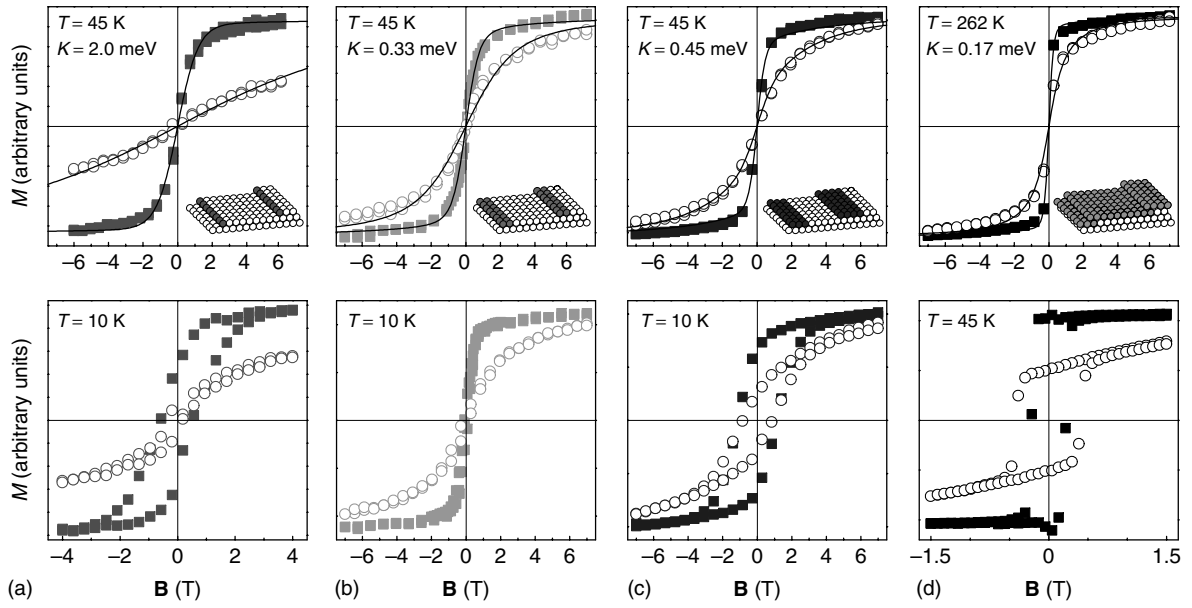 T = 45 K
K = 2.0 meV
T = 45 K
K = 0.33 meV
T = 45 K
K = 0.45 meV
T = 262 K
K = 0.17 meV
M (arbitrary units)
−6 −4 −2 0 2 4 6
−6 −4 −2 0 2 4 6
−6 −4 −2 0 2 4 6
−6 −4 −2 0 2 4 6
T = 10 K
T = 10 K
T = 10 K
T = 45 K
M (arbitrary units)
−4 −2 0 2 4
−6 −4 −2 0 2 4 6
−6 −4 −2 0 2 4 6
−1.5 0 1.5
(a) B (T) (b) B (T) (c) B (T) (d) B (T)